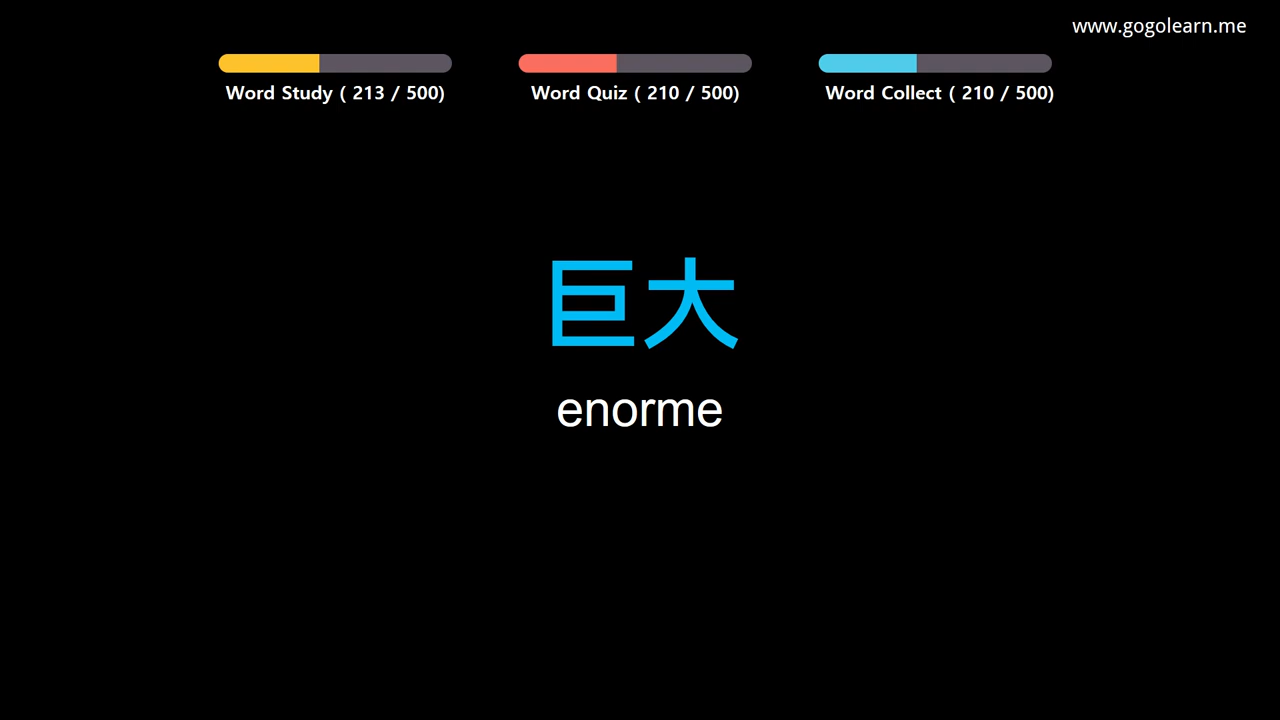 www.gogolearn.me
Word Study ( 213 / 500)
Word Quiz ( 210 / 500)
Word Collect ( 210 / 500)
巨大
enorme